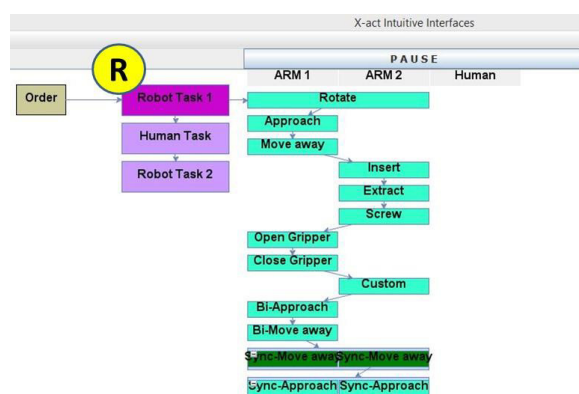 X-act Intuitive Interfaces
PAUSE
ARM 1 ARM 2 Human
R
Order Robot Task 1 Rotate
Approach
Human Task Move away
Robot Task 2 Insert
Extract
Screw
Open Gripper
Close Gripper
Custom
Bi-Approach
Bi-Move away
Sync-Move away Sync-Move away
Sync-Approach Sync-Approach